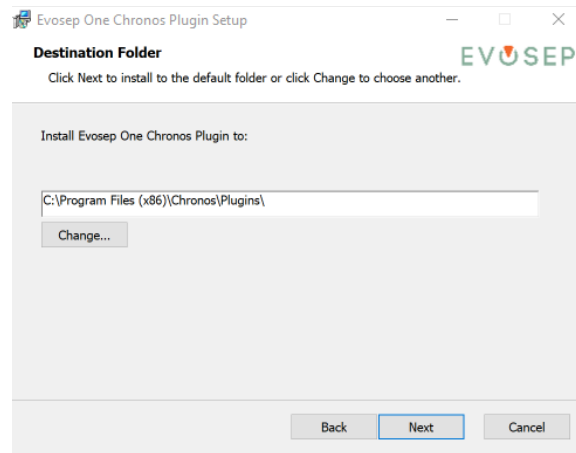 Evosep One Chronos Plugin Setup
Destination Folder
EVOSEP
Click Next to install to the default folder or click Change to choose another.
Install Evosep One Chronos Plugin to:
C:\Program Files (x86)\Chronos\Plugins\
Change...
Back Next Cancel